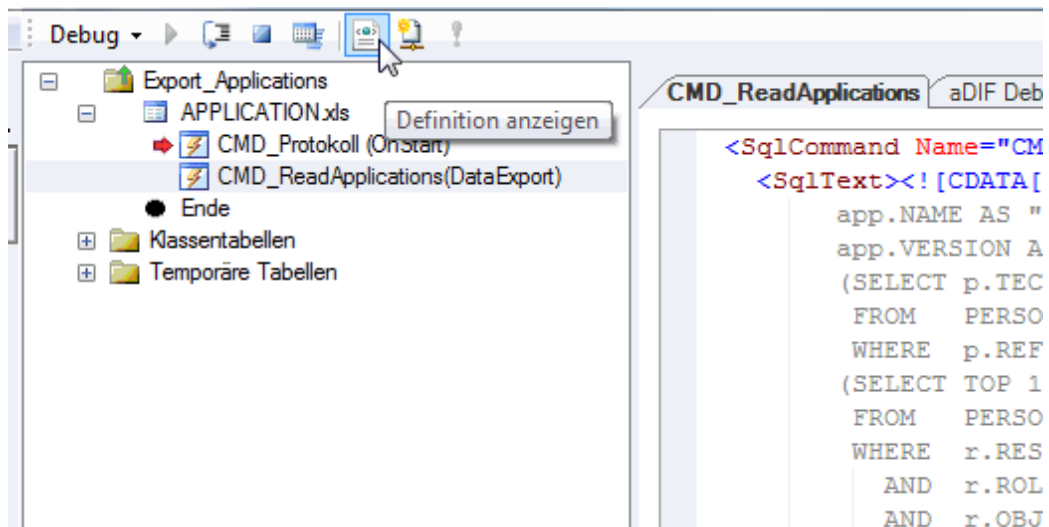 Debug
Export_Applications
APPLICATION.xls
CMD_Protokoll (OnStart)
CMD_ReadApplications(DataExport)
Ende
Klassentabellen
Temporäre Tabellen
Definition anzeigen
CMD_ReadApplications
aDIF Deb
<SqlCommand Name="CM
<SqlText><![CDATA[
app.NAME AS "
app.VERSION A
(SELECT p.TEC
FROM PERSO
WHERE p.REF
(SELECT TOP 1
FROM PERSO
WHERE r.RES
AND r.ROL
AND r.OBJ